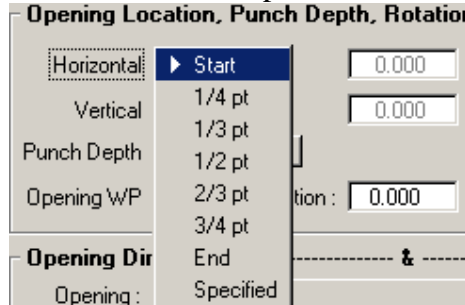 Opening Location, Punch Depth, Rotation
Horizontal Start 0.000
1/4 pt
Vertical 0.000
1/3 pt
Punch Depth 1/2 pt
Opening WP 2/3 pt tion : 0.000
3/4 pt
Opening Dir End & 
Opening : Specified